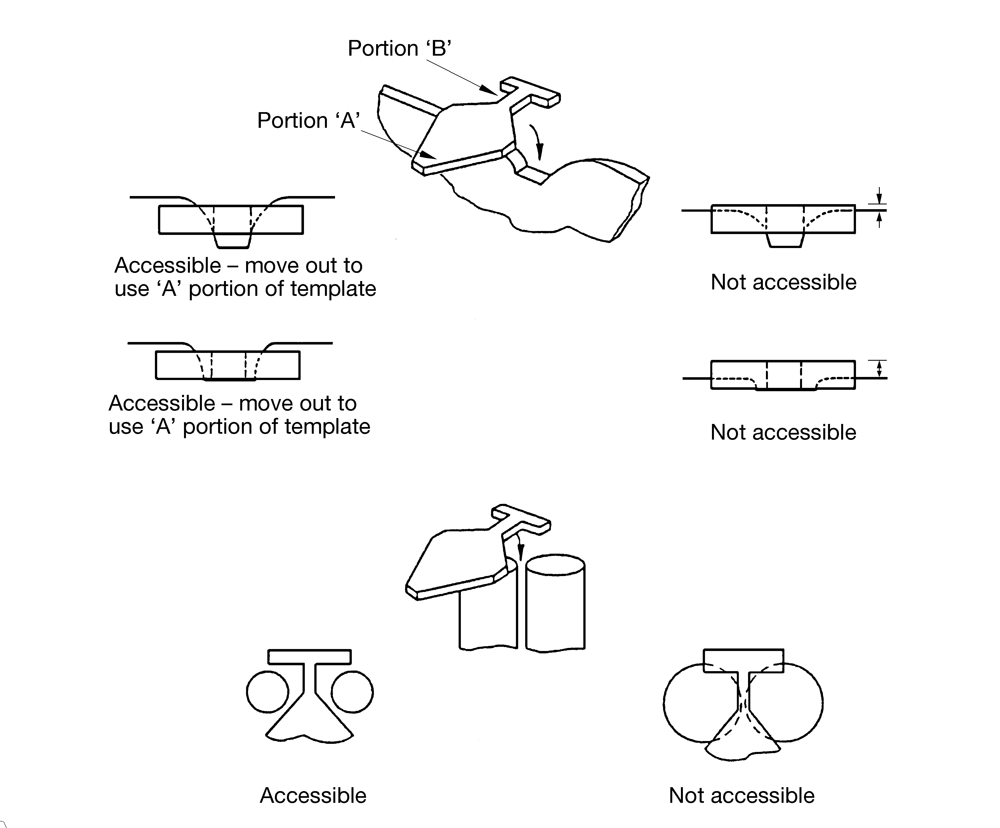 Portion ‘B’
Portion ‘A’
Accessible – move out to
use ‘A’ portion of template
Not accessible
Accessible – move out to
use ‘A’ portion of template
Not accessible
Accessible
Not accessible